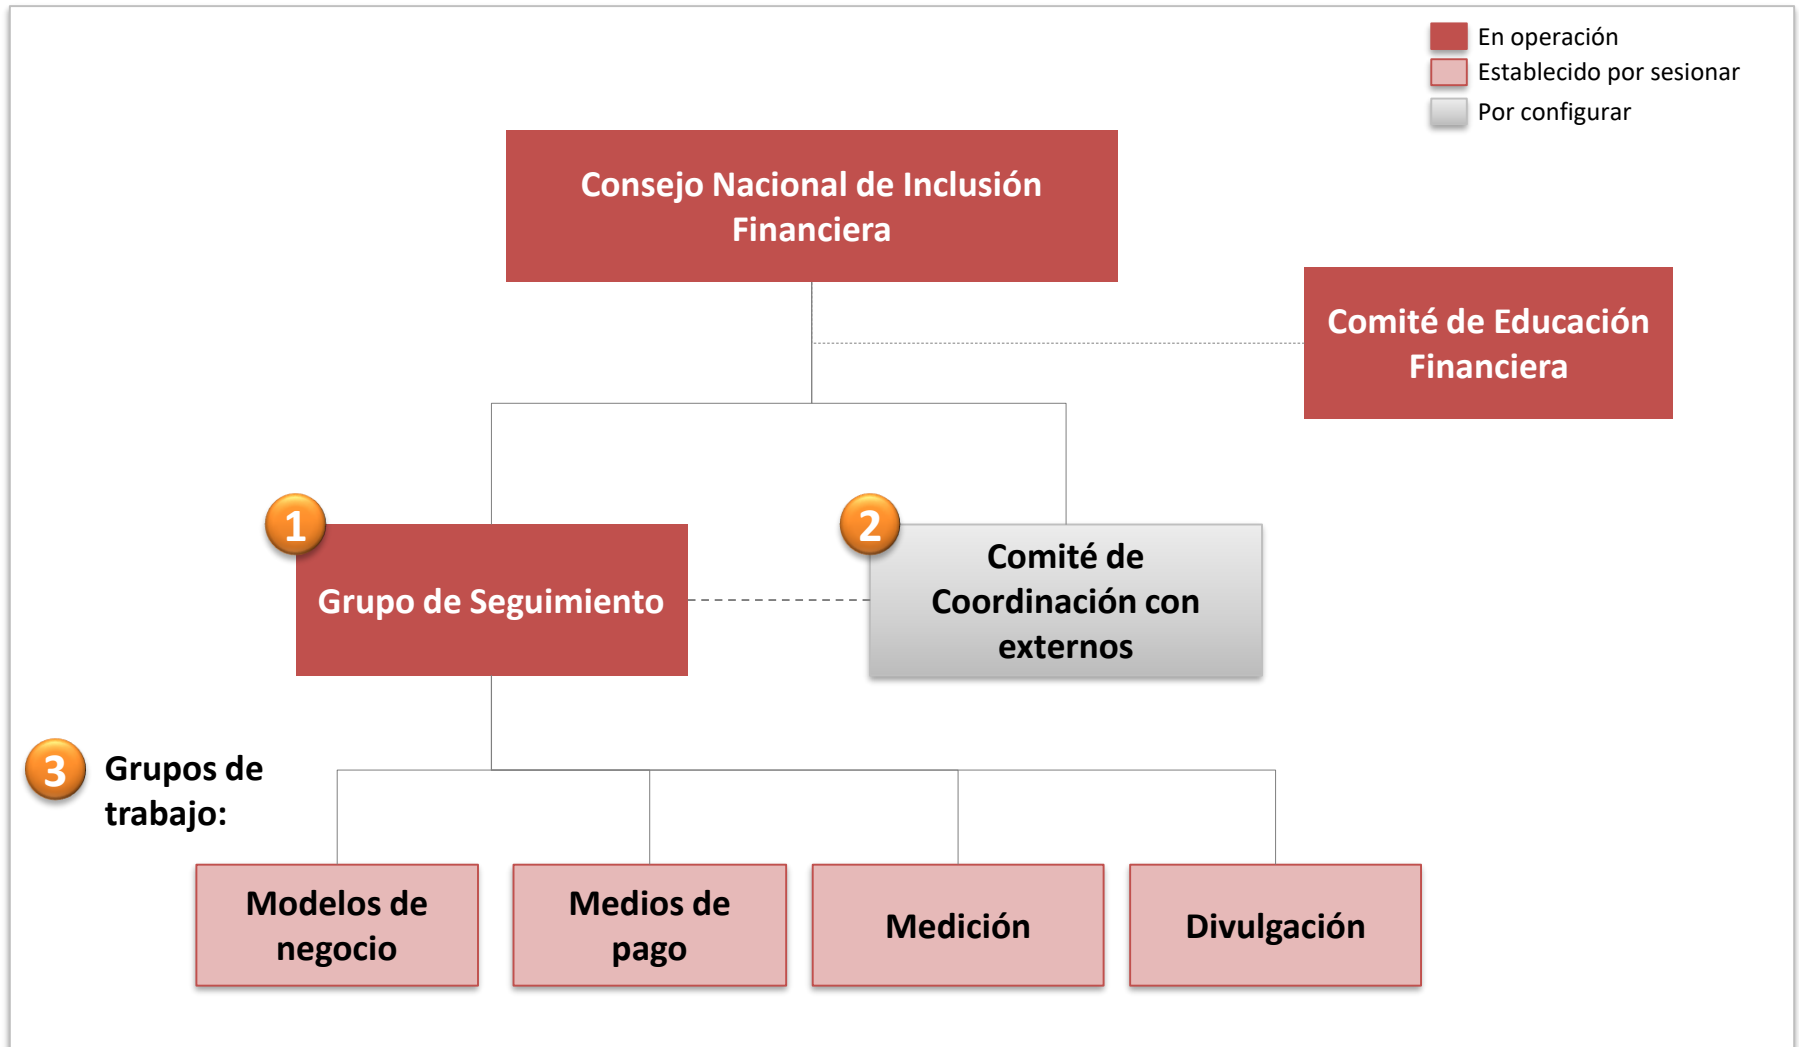 En operación
Establecido por sesionar
Por configurar
Consejo Nacional de Inclusión
Financiera
Comité de Educación
Financiera
1
Grupo de Seguimiento
2
Comité de
Coordinación con
externos
3
Grupos de
trabajo:
Modelos de
negocio
Medios de
pago
Medición
Divulgación